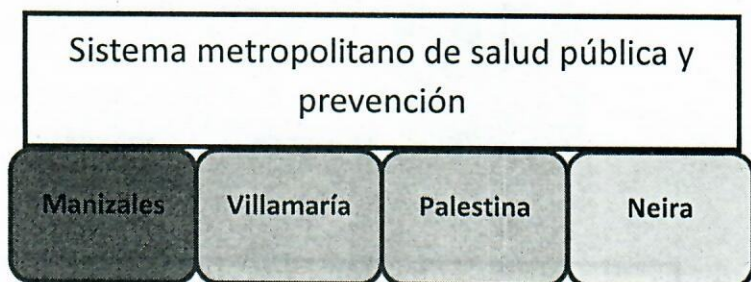 Sistema metropolitano de salud pública y
prevención
Manizales Villamaría Palestina Neira